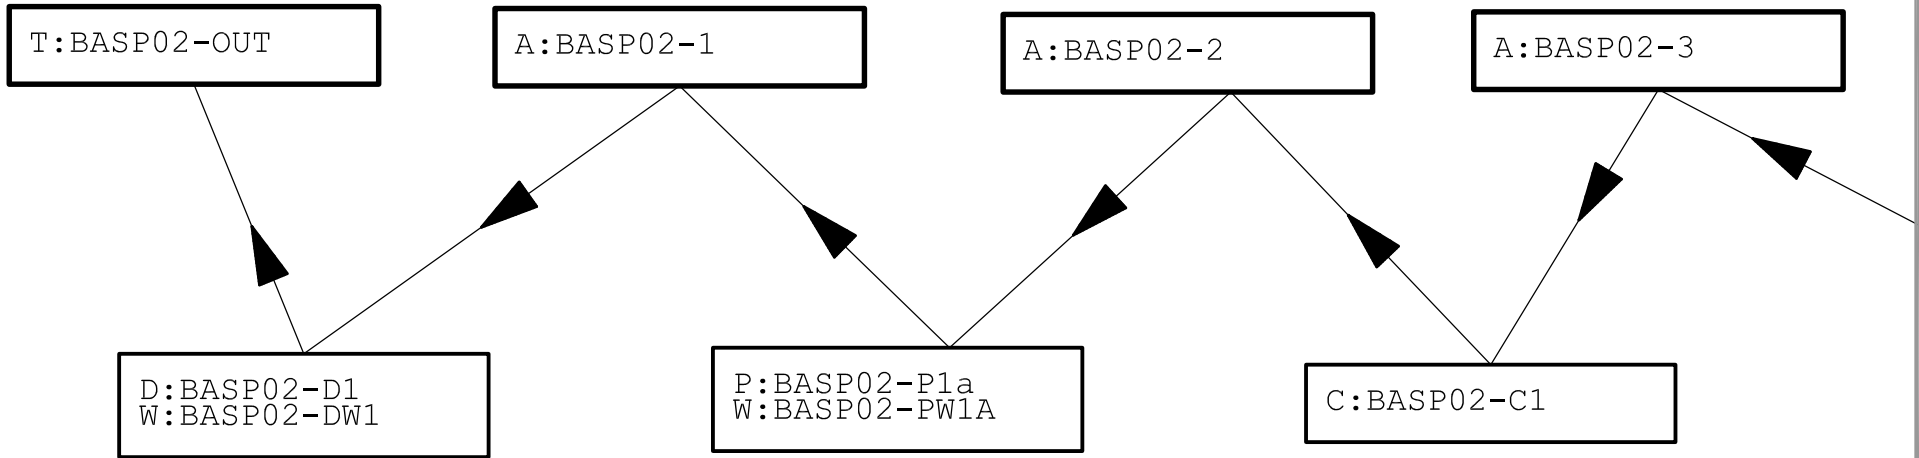 T:BASP02-OUT
A:BASP02-1
A:BASP02-2
A:BASP02-3
D:BASP02-D1
W:BASP02-DW1
P:BASP02-P1a
W:BASP02-PW1A
C:BASP02-C1